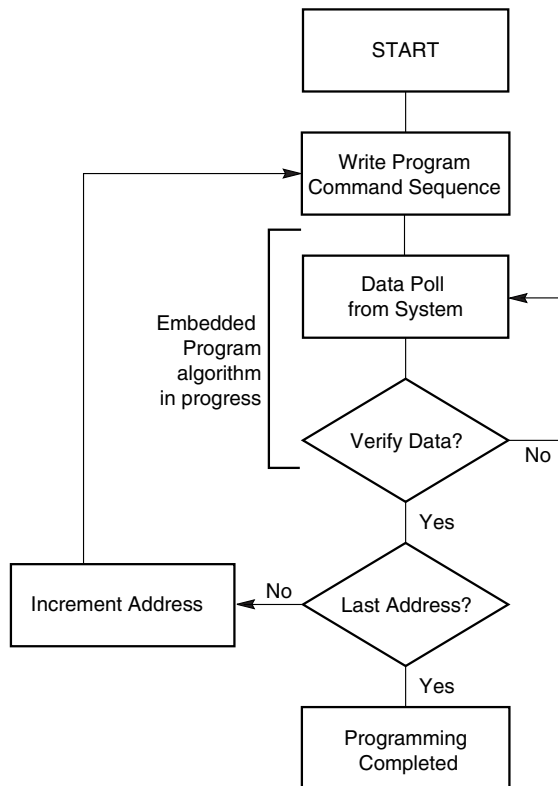 START
Write Program
Command Sequence
Data Poll
from System
Embedded
Program
algorithm
in progress
Verify Data?
No
Yes
Increment Address
No
Last Address?
Yes
Programming
Completed